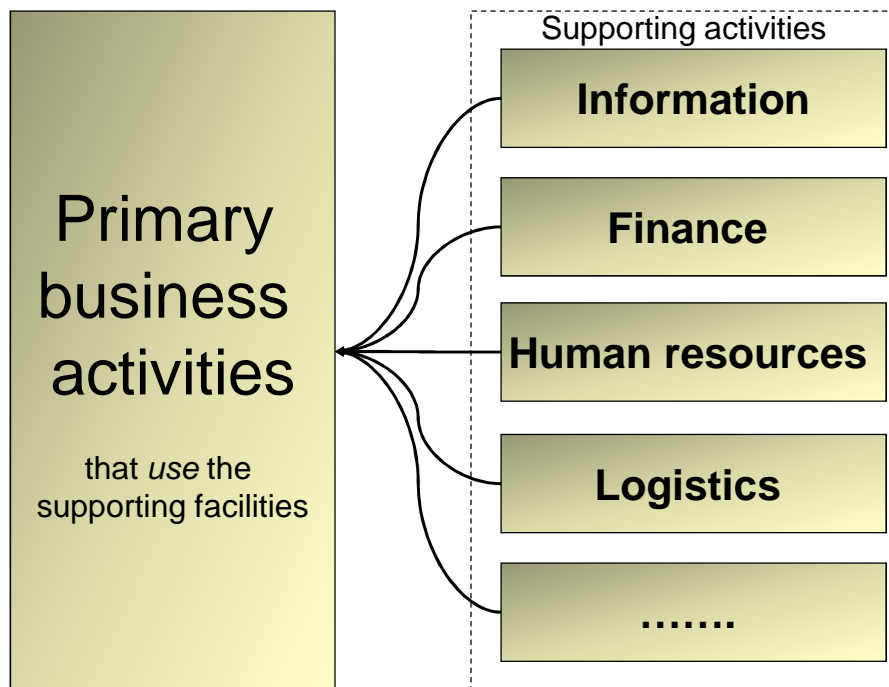 Primary
business
activities
that use the
supporting facilities
Supporting activities
Information
Finance
Human resources
Logistics
.......